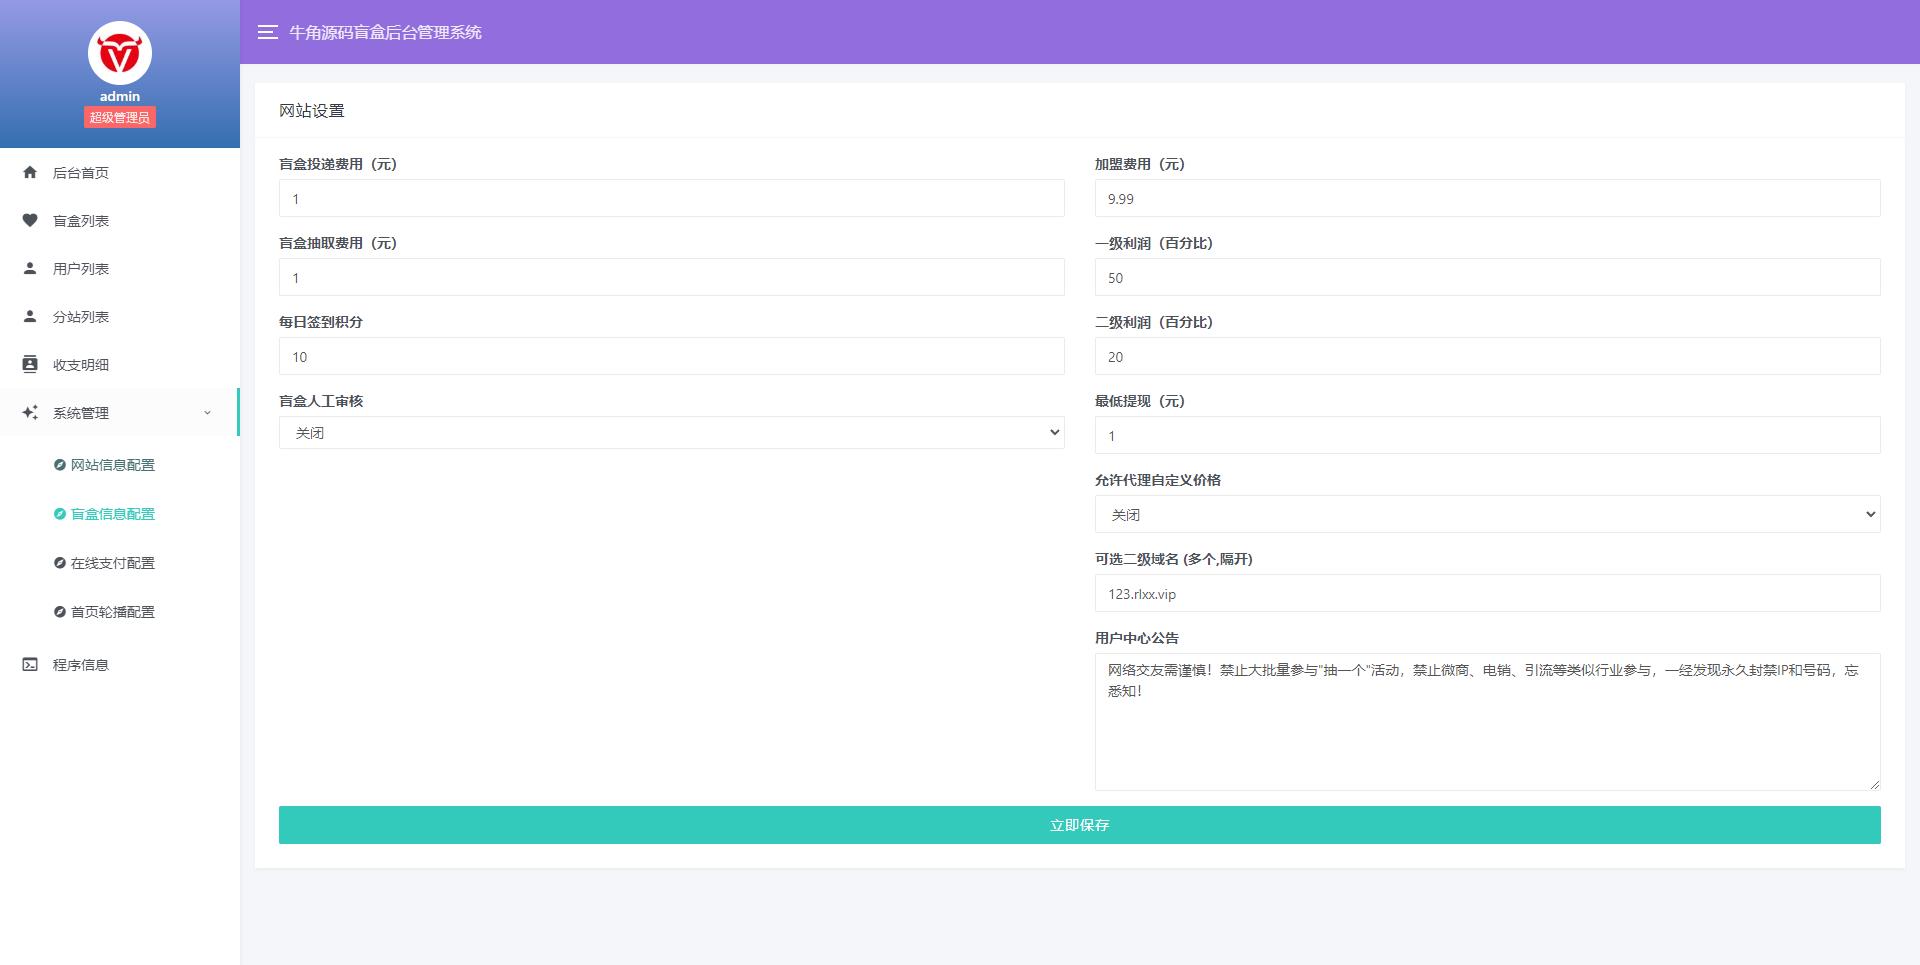 admin
超级管理员
后台首页
盲盒列表
用户列表
分站列表
收支明细
系统管理
网站信息配置
盲盒信息配置
在线支付配置
首页轮播配置
程序信息
牛角源码盲盒后台管理系统
网站设置
盲盒投递费用（元）
1
盲盒抽取费用（元）
1
每日签到积分
10
盲盒人工审核
关闭
加盟费用（元）
9.99
一级利润（百分比）
50
二级利润（百分比）
20
最低提现（元）
1
允许代理自定义价格
关闭
可选二级域名 (多个,隔开)
123.rlxx.vip
用户中心公告
网络交友需谨慎！禁止大批量参与"抽一个"活动，禁止微商、电销、引流等类似行业参与，一经发现永久封禁IP和号码，忘
悉知！
立即保存